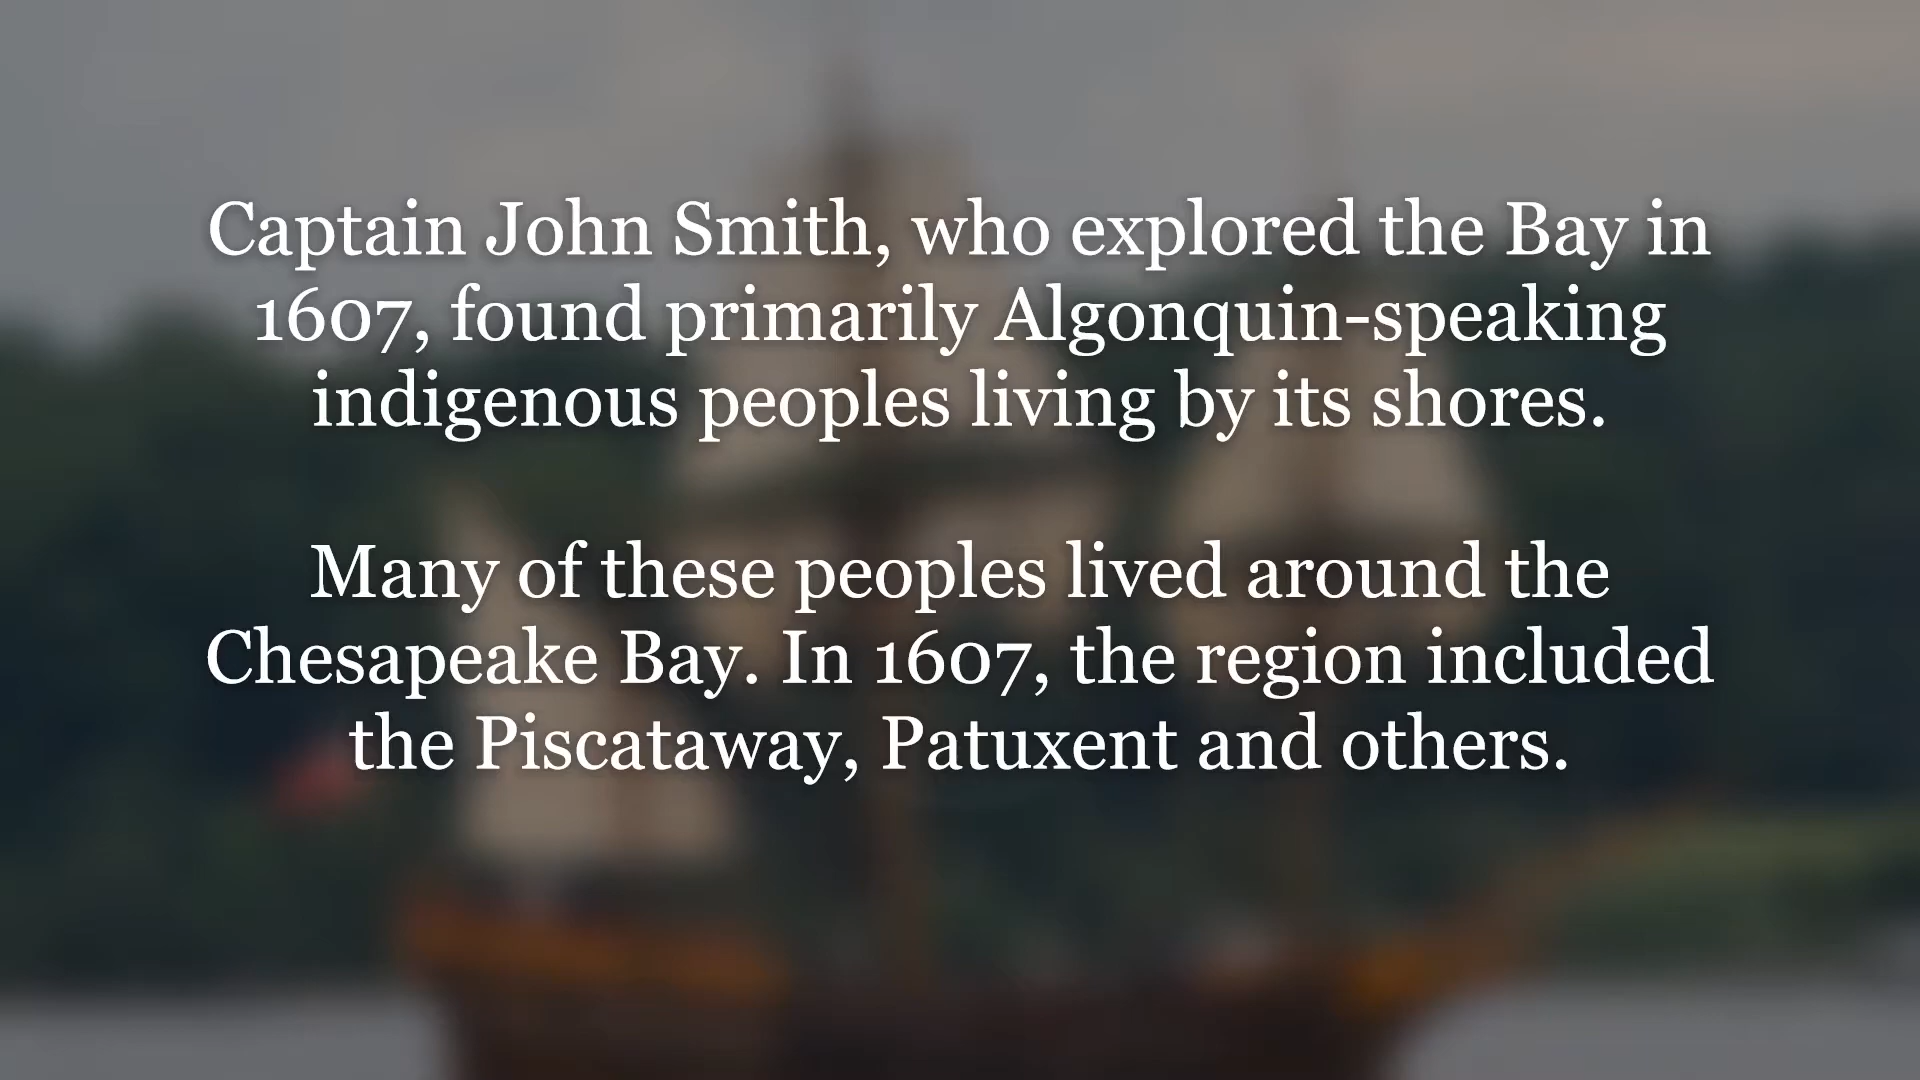 Captain John Smith, who explored the Bay in
1607, found primarily Algonquin-speaking
indigenous peoples living by its shores.
Many of these peoples lived around the
Chesapeake Bay. In 1607, the region included
the Piscataway, Patuxent and others.